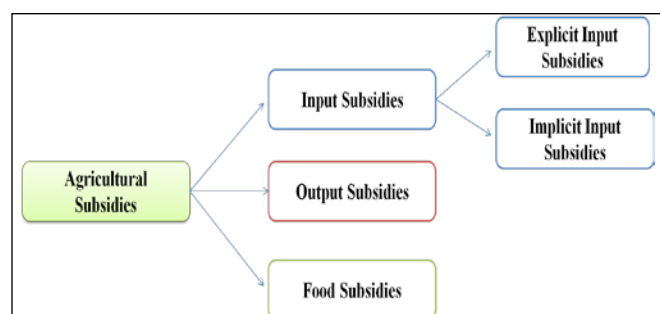 Explicit Input
Subsidies
Input Subsidies
Implicit Input
Subsidies
Agricultural
Subsidies
Output Subsidies
Food Subsidies